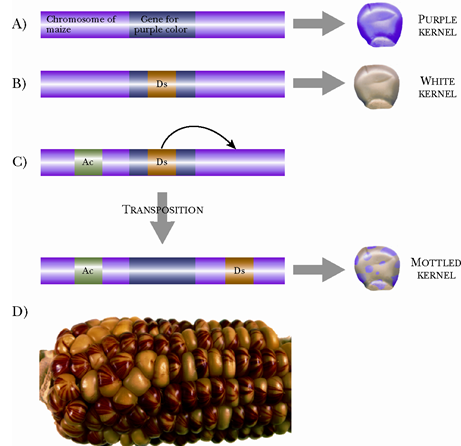 A)
Chromosome of
maize
Gene for
purple color
PURPLE
KERNEL
B)
Ds
WHITE
KERNEL
C)
Ac
Ds
TRANSPOSITION
Ac
Ds
MOTTLED
KERNEL
D)